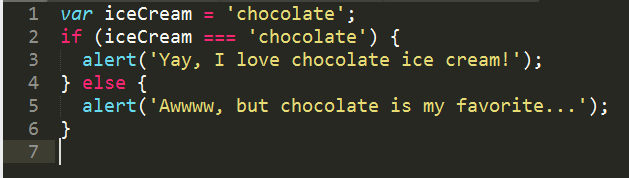 1 var iceCream = 'chocolate';
2 if (iceCream === 'chocolate') {
3   alert('Yay, I love chocolate ice cream!');
4 } else {
5   alert('Awwww, but chocolate is my favorite...');
6 }
7